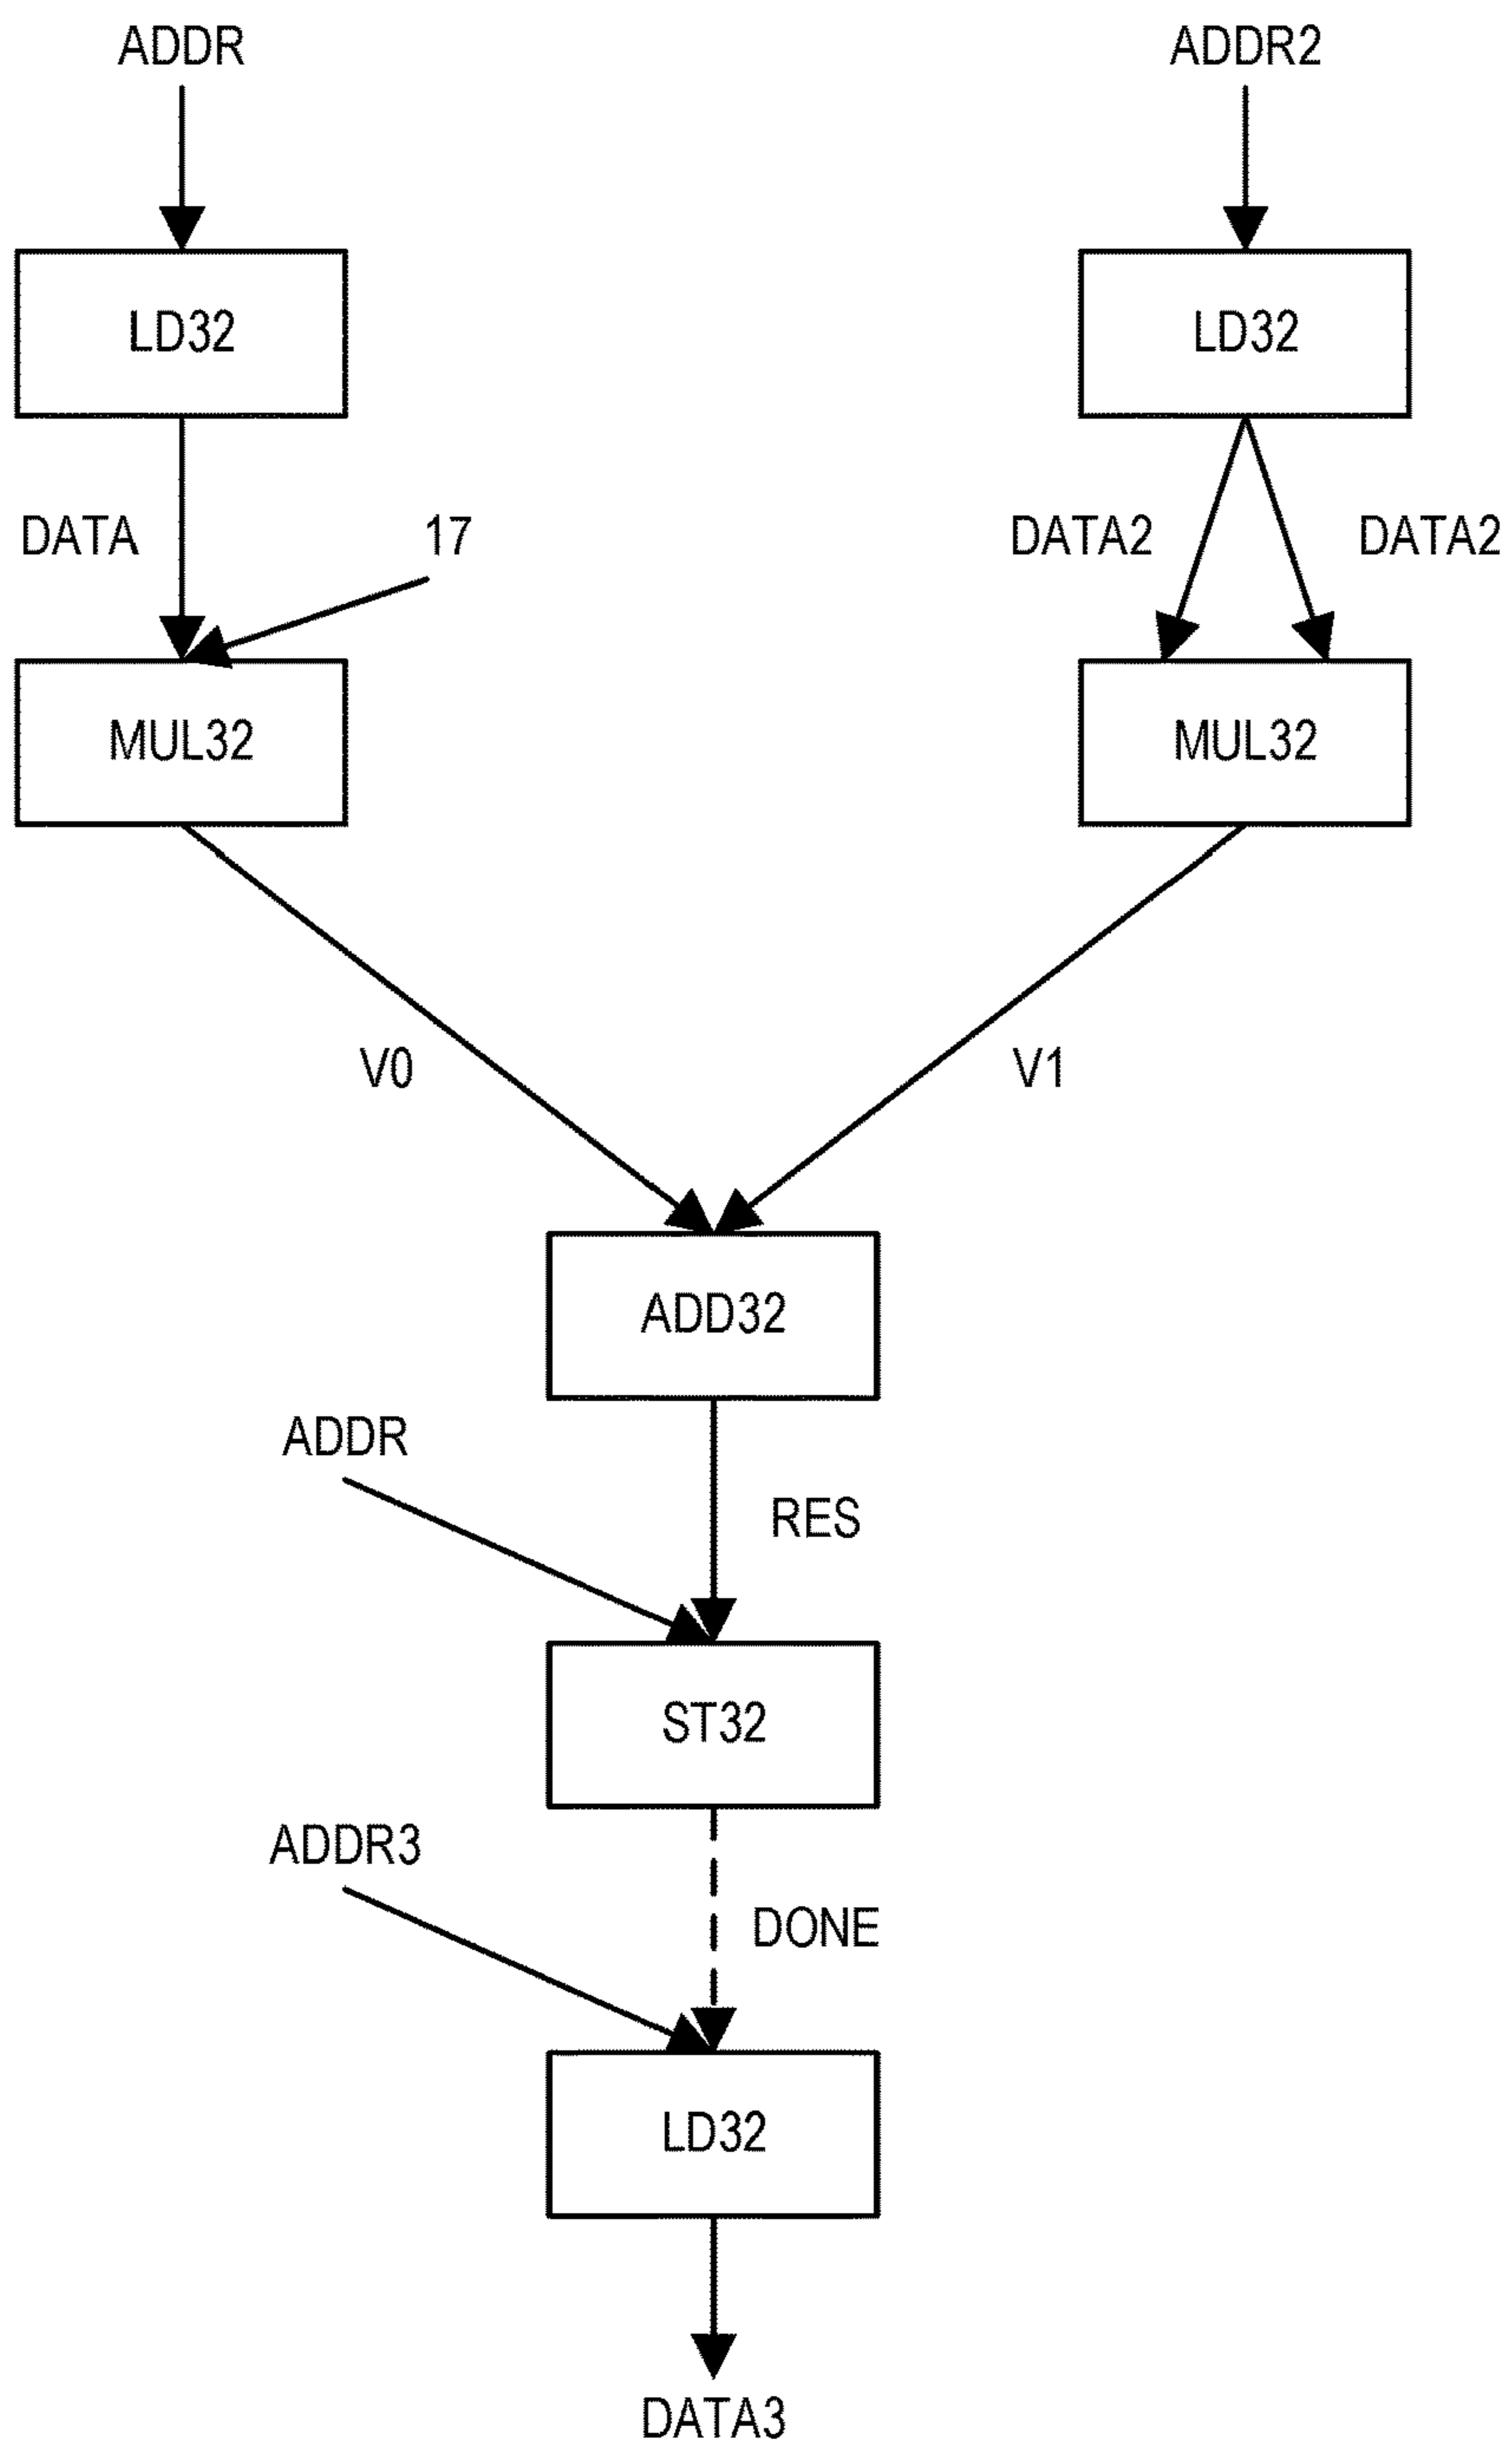 ADDR
ADDR2
LD32
LD32
DATA
17
DATA2
DATA2
MUL32
MUL32
V0
V1
ADD32
ADDR
RES
ST32
ADDR3
DONE
LD32
DATA3